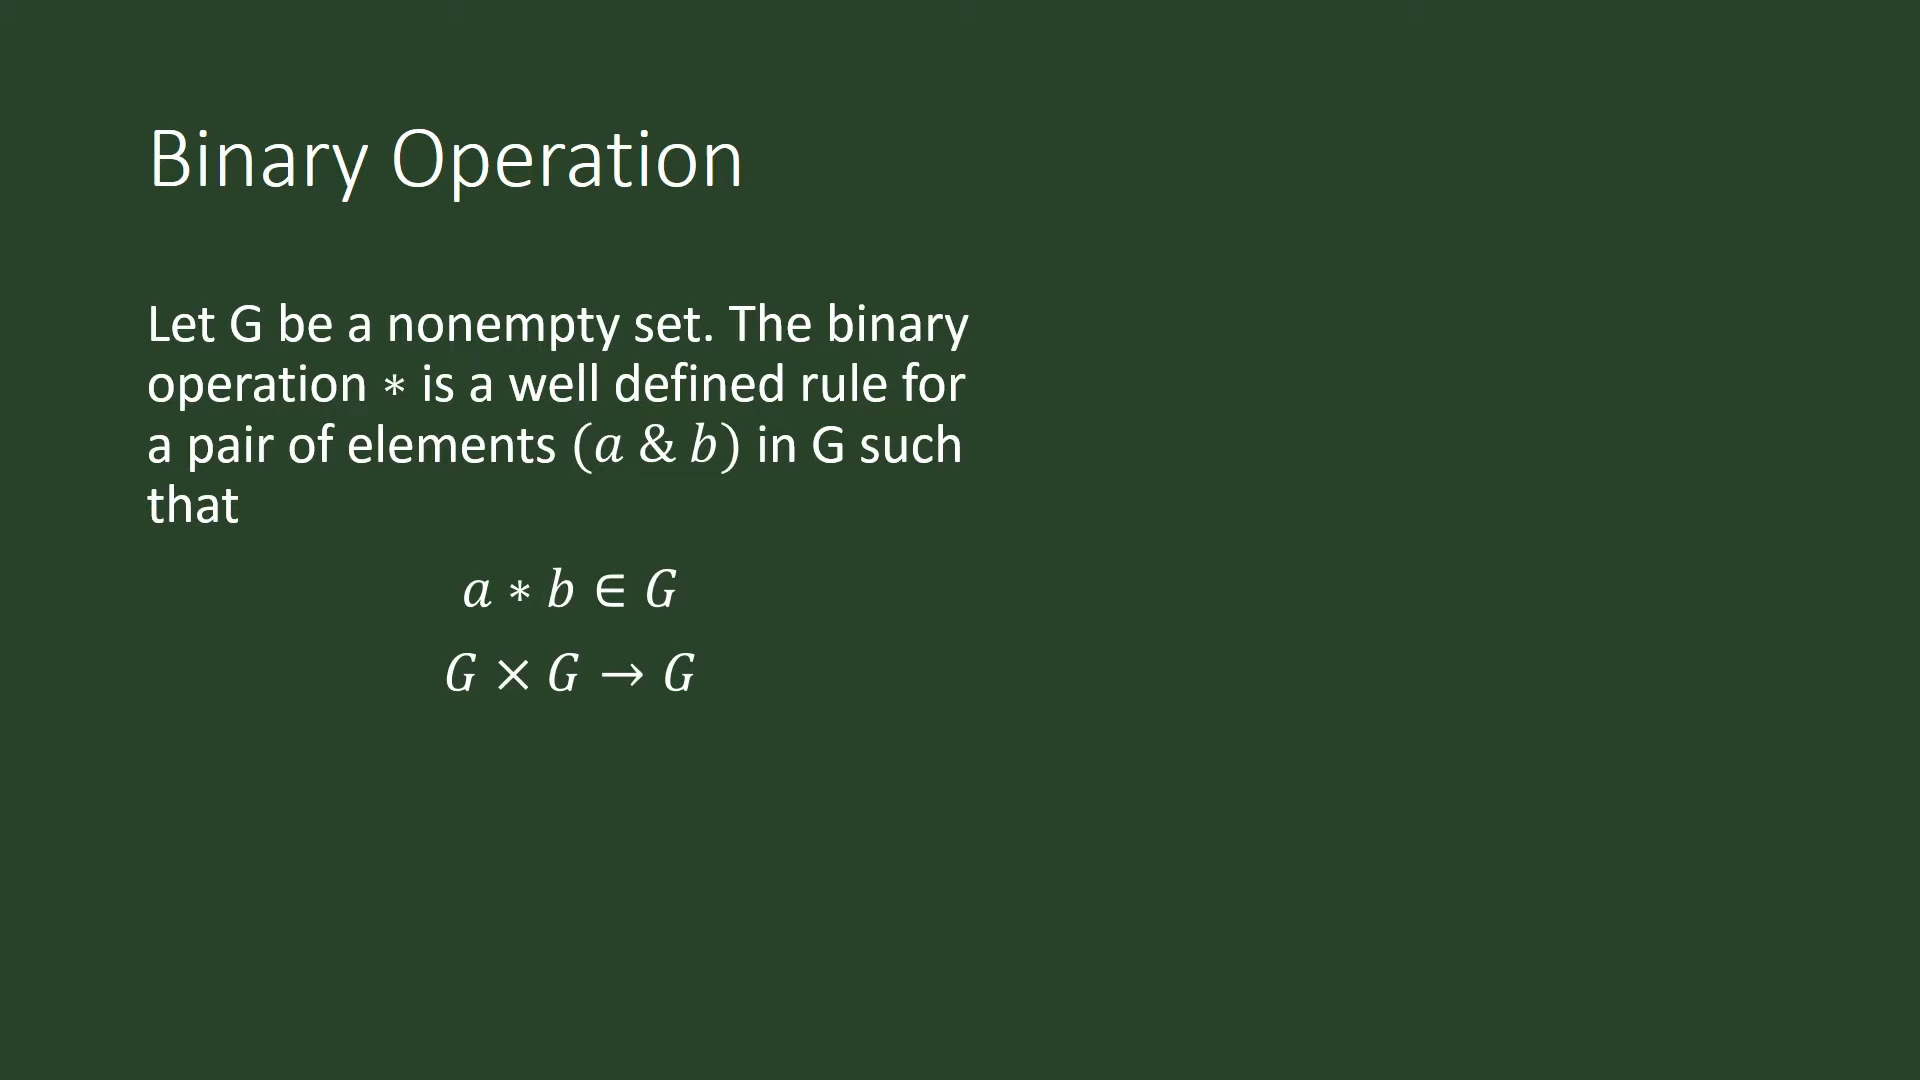 Binary Operation
Let G be a nonempty set. The binary
operation ∗ is a well defined rule for
a pair of elements (a & b) in G such
that
a ∗ b ∈ G
G × G → G